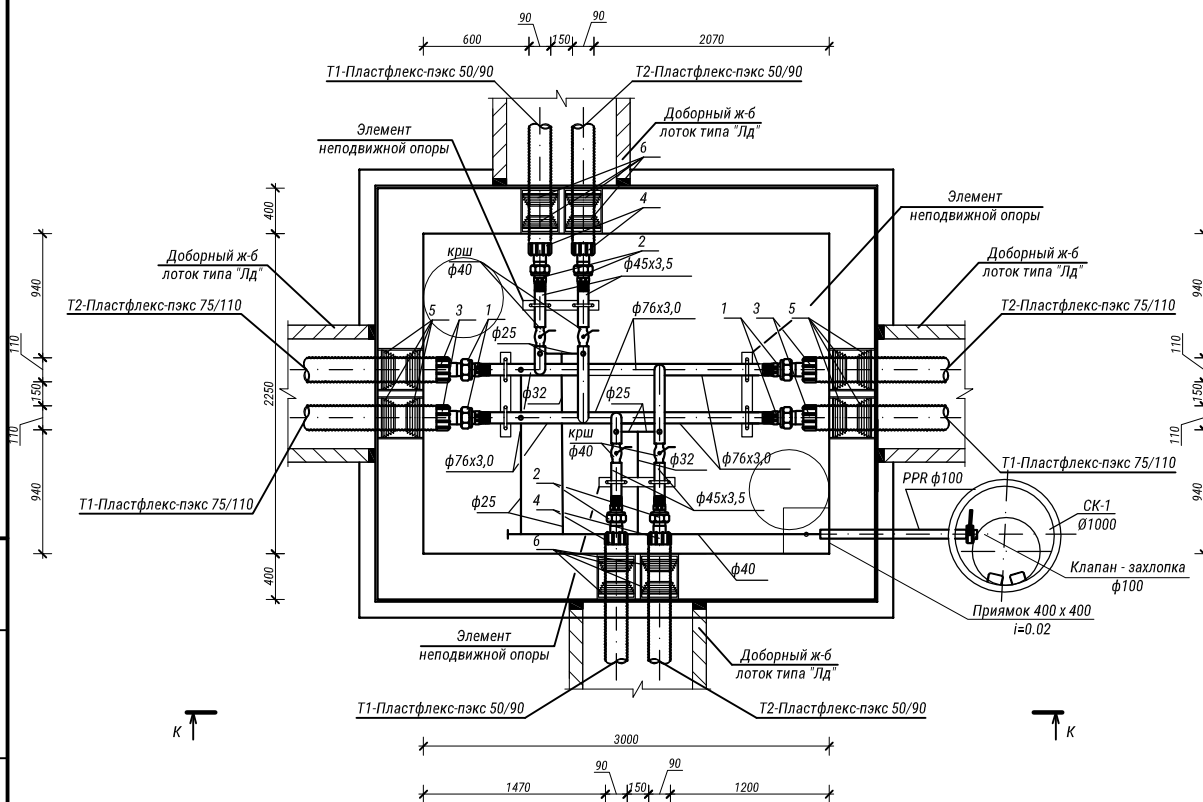 90
90
600
150
2070
Т1-Пластфлекс-пэкс 50/90
Т2-Пластфлекс-пэкс 50/90
Доборный ж-б
лоток типа "Лд"
Элемент
неподвижной опоры
6
4
2
400
Элемент
неподвижной опоры
крш
ф40
ф45х3,5
Доборный ж-б
лоток типа "Лд"
Доборный ж-б
лоток типа "Лд"
940
940
Т2-Пластфлекс-пэкс 75/110
Т2-Пластфлекс-пэкс 75/110
5
3
1
ф25
ф76х3,0
1
3
5
110
110
2250
150
150
ф32
ф25
110
110
крш
ф40
ф76х3,0
ф32
ф76х3,0
Т1-Пластфлекс-пэкс 75/110
2
PPR ф100
940
940
Т1-Пластфлекс-пэкс 75/110
ф25
4
ф45х3,5
СК-1
Ø1000
6
ф40
Клапан - захлопка
ф100
400
Приямок 400 х 400
i=0.02
Элемент
неподвижной опоры
Доборный ж-б
лоток типа "Лд"
Т1-Пластфлекс-пэкс 50/90
Т2-Пластфлекс-пэкс 50/90
К
К
3000
90
90
1470
150
1200